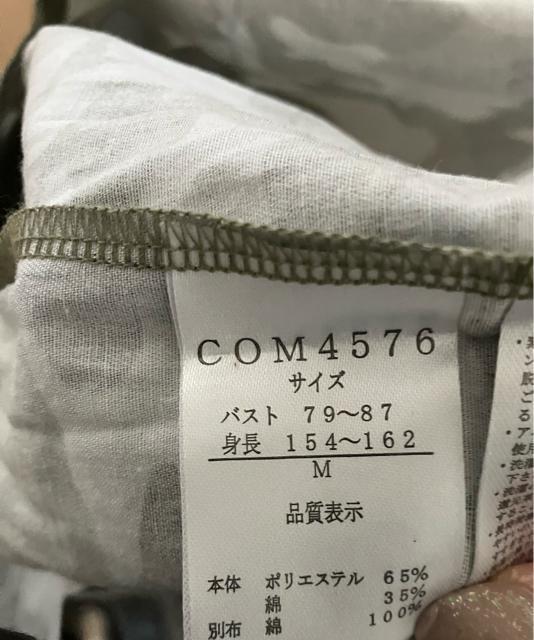 COM4576
サイズ
バスト 79～87
身長 154～162
M
品質表示
本体 ポリエステル 65%
綿 35%
別布 綿 100%